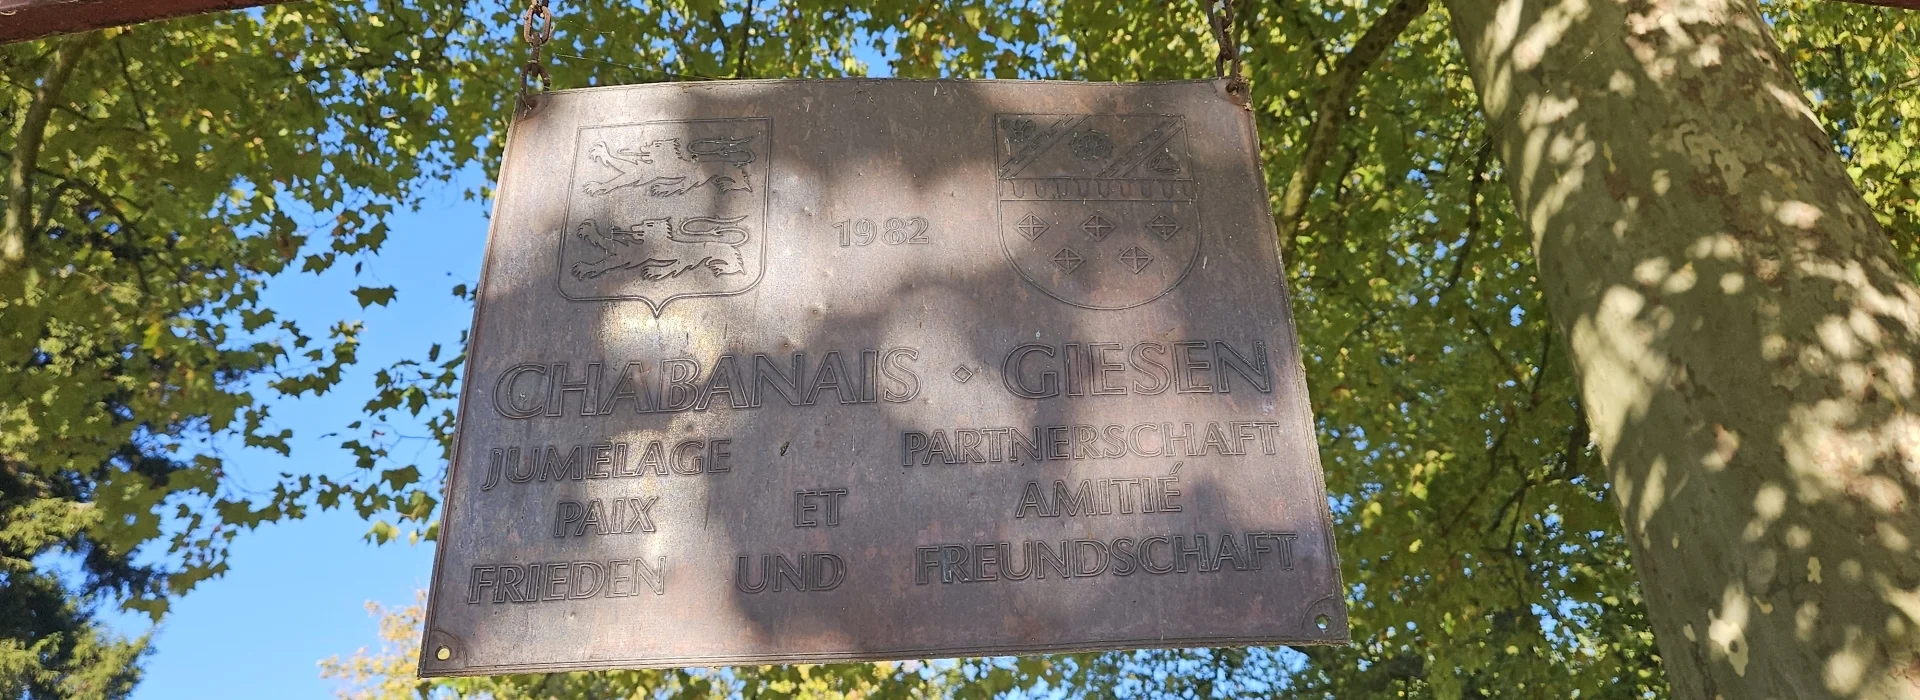 1982
CHABANAIS ⋄ GIESEN
JUMELAGE PARTNERSCHAFT
PAIX ET AMITIÉ
FRIEDEN UND FREUNDSCHAFT